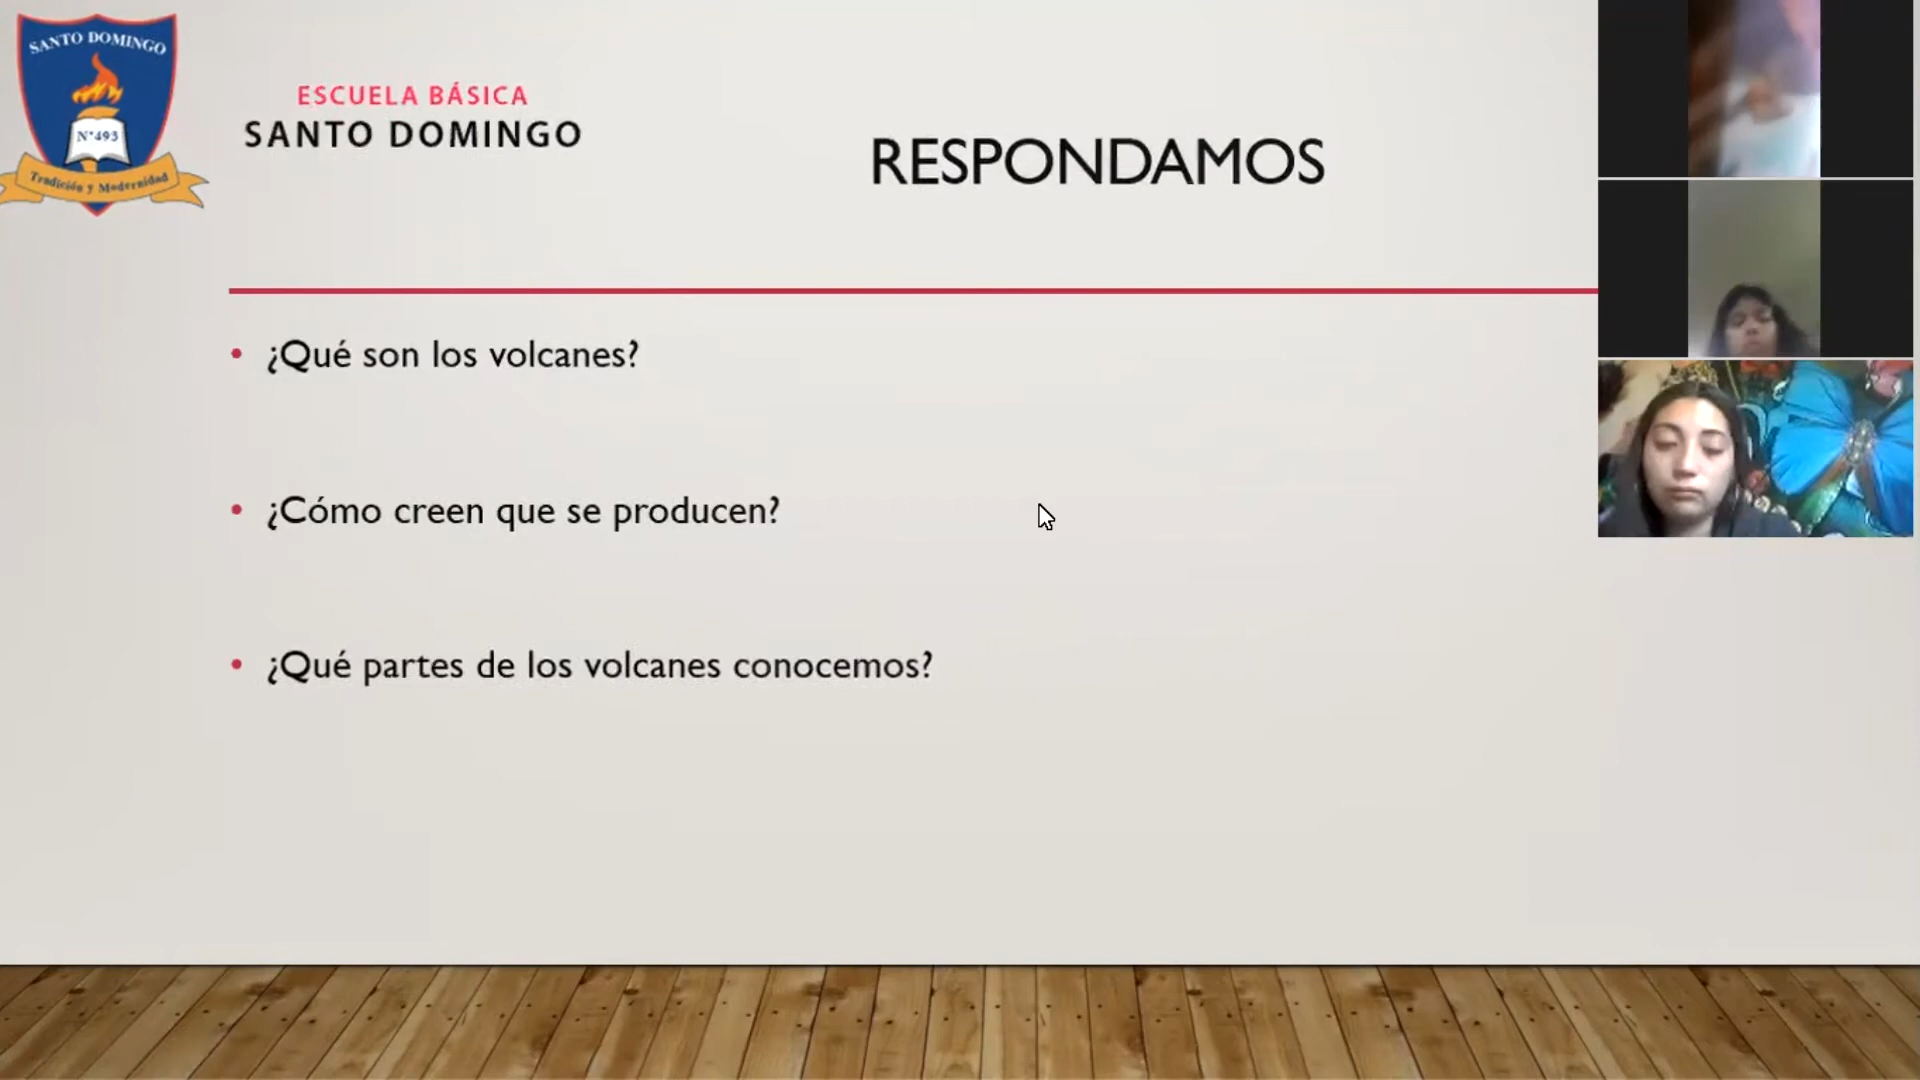 SANTO DOMINGO
N°493
Tradición y Modernidad
ESCUELA BÁSICA
SANTO DOMINGO
RESPONDAMOS
• ¿Qué son los volcanes?
• ¿Cómo creen que se producen?
• ¿Qué partes de los volcanes conocemos?